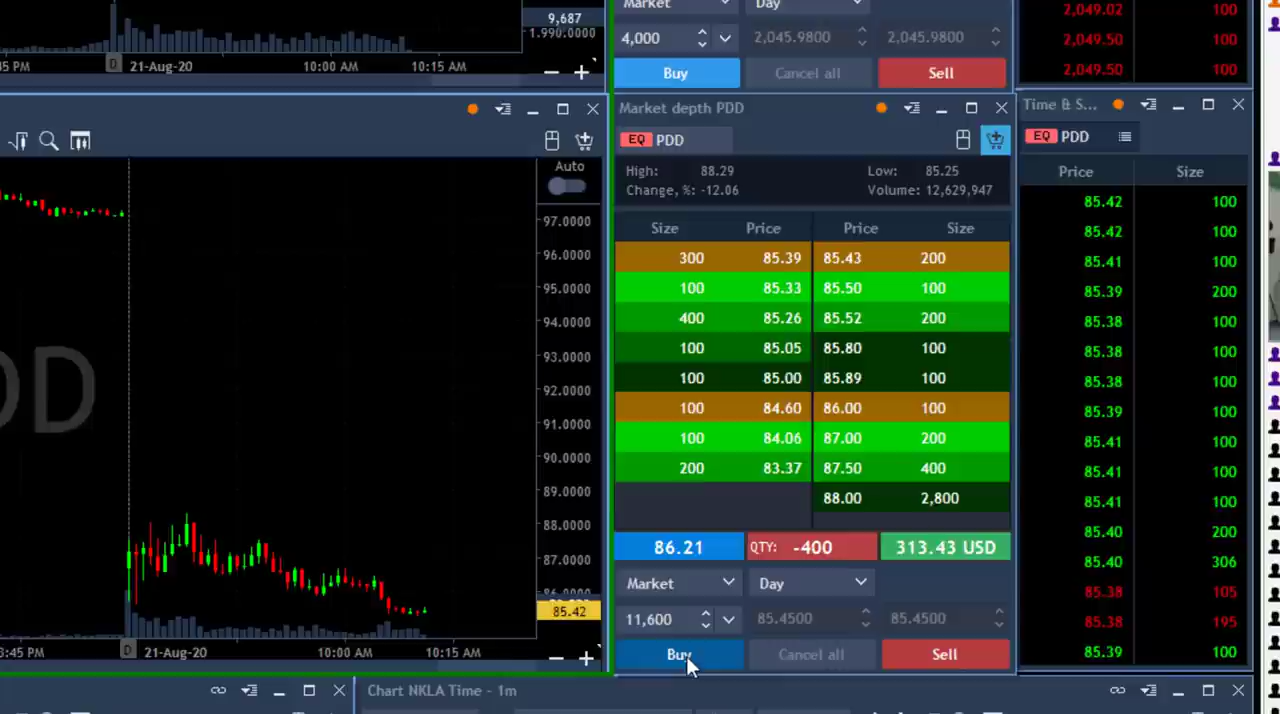 9,687
1.990.0000
45 PM
D
21-Aug-20
10:00 AM
10:15 AM
Market
Day
4,000
2,045.9800
2,045.9800
Buy
Cancel all
Sell
2,049.02 100
2,049.50 100
2,049.50 100
Auto
97.0000
96.0000
95.0000
94.0000
93.0000
92.0000
91.0000
90.0000
89.0000
88.0000
87.0000
86.0000
85.42
DD
3:45 PM
D
21-Aug-20
10:00 AM
10:15 AM
Market depth PDD
EQ PDD
High: 88.29 Low: 85.25
Change, %: -12.06 Volume: 12,629,947
Size Price Price Size
300 85.39 85.43 200
100 85.33 85.50 100
400 85.26 85.52 200
100 85.05 85.80 100
100 85.00 85.89 100
100 84.60 86.00 100
100 84.06 87.00 200
200 83.37 87.50 400
88.00 2,800
86.21 QTY: -400 313.43 USD
Market Day
11,600 85.4500 85.4500
Buy Cancel all Sell
Time & S...
EQ PDD
Price Size
85.42 100
85.42 100
85.41 100
85.39 200
85.38 100
85.38 100
85.38 100
85.39 100
85.41 100
85.41 100
85.41 100
85.40 200
85.40 306
85.38 105
85.38 195
85.39 100
Chart NKLA Time - 1m